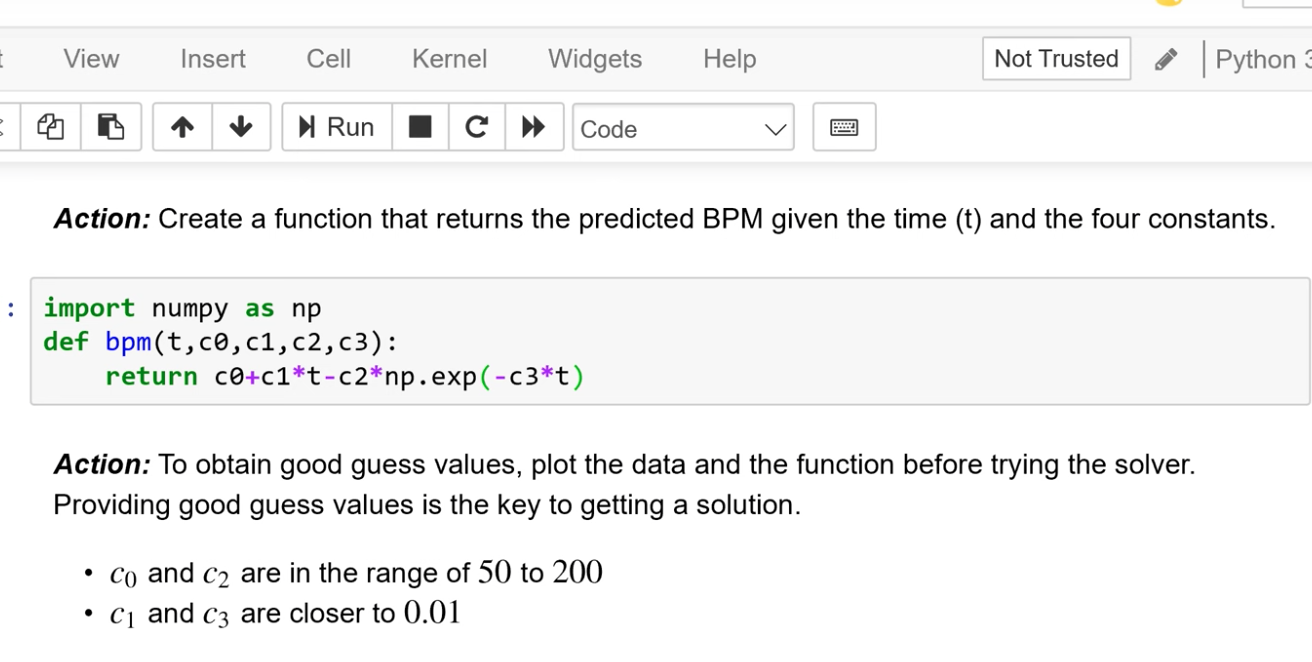 View Insert Cell Kernel Widgets Help Not Trusted Python 3
Run Code
Action: Create a function that returns the predicted BPM given the time (t) and the four constants.
: import numpy as np
def bpm(t,c0,c1,c2,c3):
    return c0+c1*t-c2*np.exp(-c3*t)
Action: To obtain good guess values, plot the data and the function before trying the solver.
Providing good guess values is the key to getting a solution.
• c₀ and c₂ are in the range of 50 to 200
• c₁ and c₃ are closer to 0.01